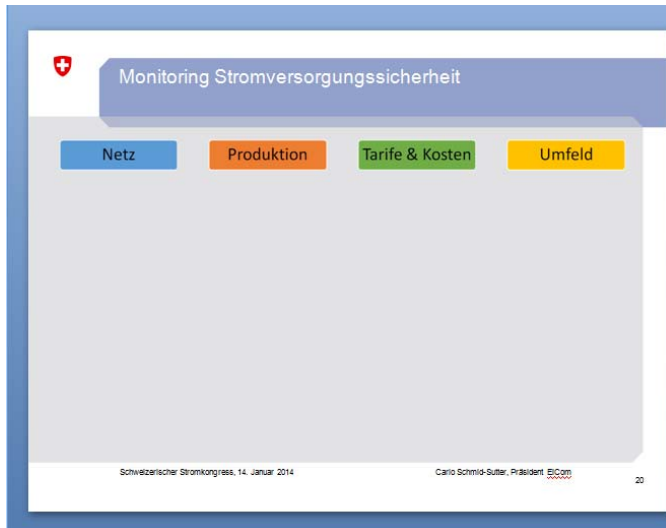 Monitoring Stromversorgungssicherheit
Netz
Produktion
Tarife & Kosten
Umfeld
Schweizerischer Stromkongress, 14. Januar 2014
Carlo Schmid-Sutter, Präsident ElCom
20